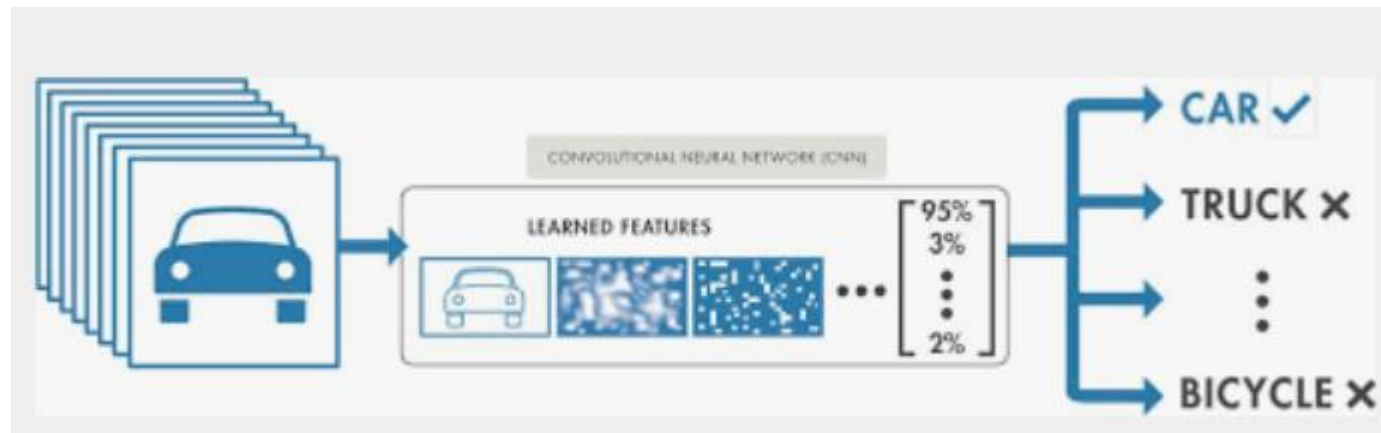 CONVOLUTIONAL NEURAL NETWORK (CNN)
LEARNED FEATURES
95%
3%
2%
CAR
TRUCK
BICYCLE